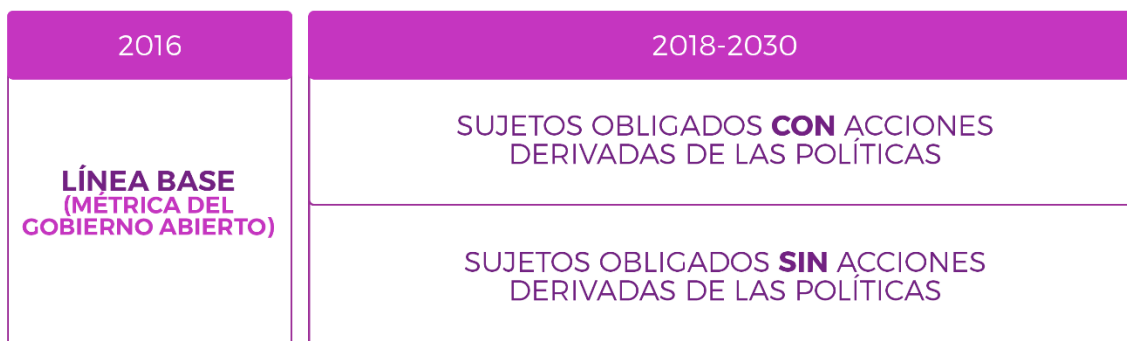 2016
2018-2030
LÍNEA BASE
(MÉTRICA DEL
GOBIERNO ABIERTO)
SUJETOS OBLIGADOS CON ACCIONES
DERIVADAS DE LAS POLÍTICAS
SUJETOS OBLIGADOS SIN ACCIONES
DERIVADAS DE LAS POLÍTICAS